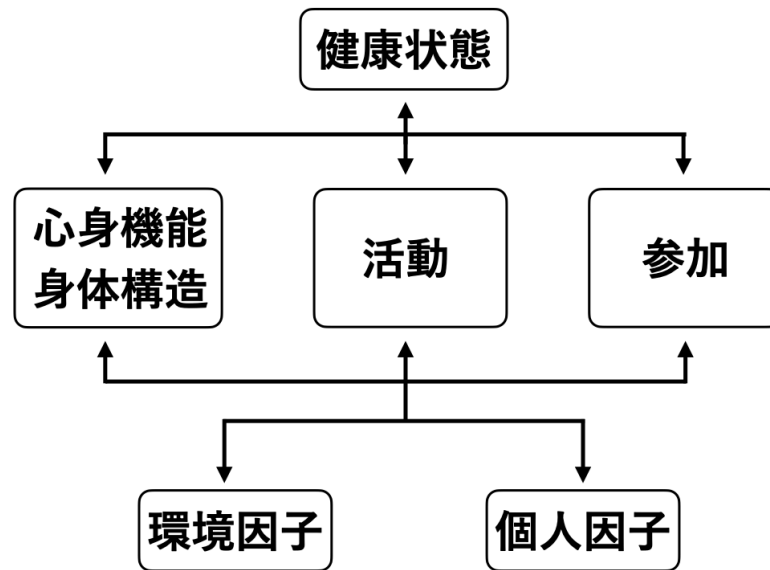 健康状態
心身機能
身体構造
活動
参加
環境因子
個人因子